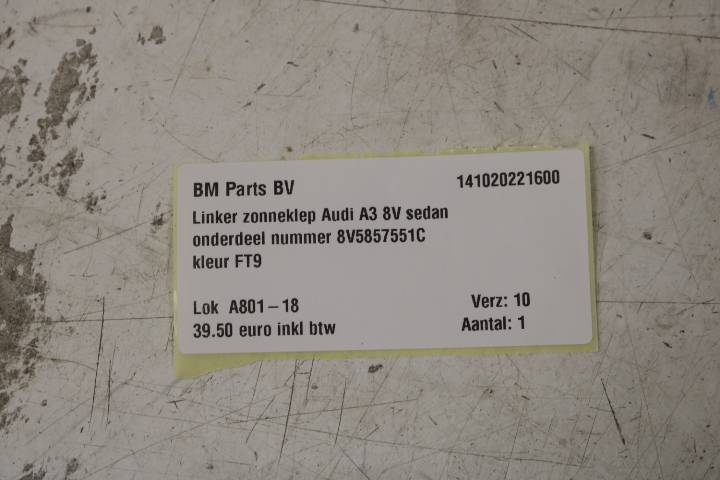 BM Parts BV 141020221600
Linker zonneklep Audi A3 8V sedan
onderdeel nummer 8V5857551C
kleur FT9
Lok A801-18 Verz: 10
39.50 euro inkl btw Aantal: 1